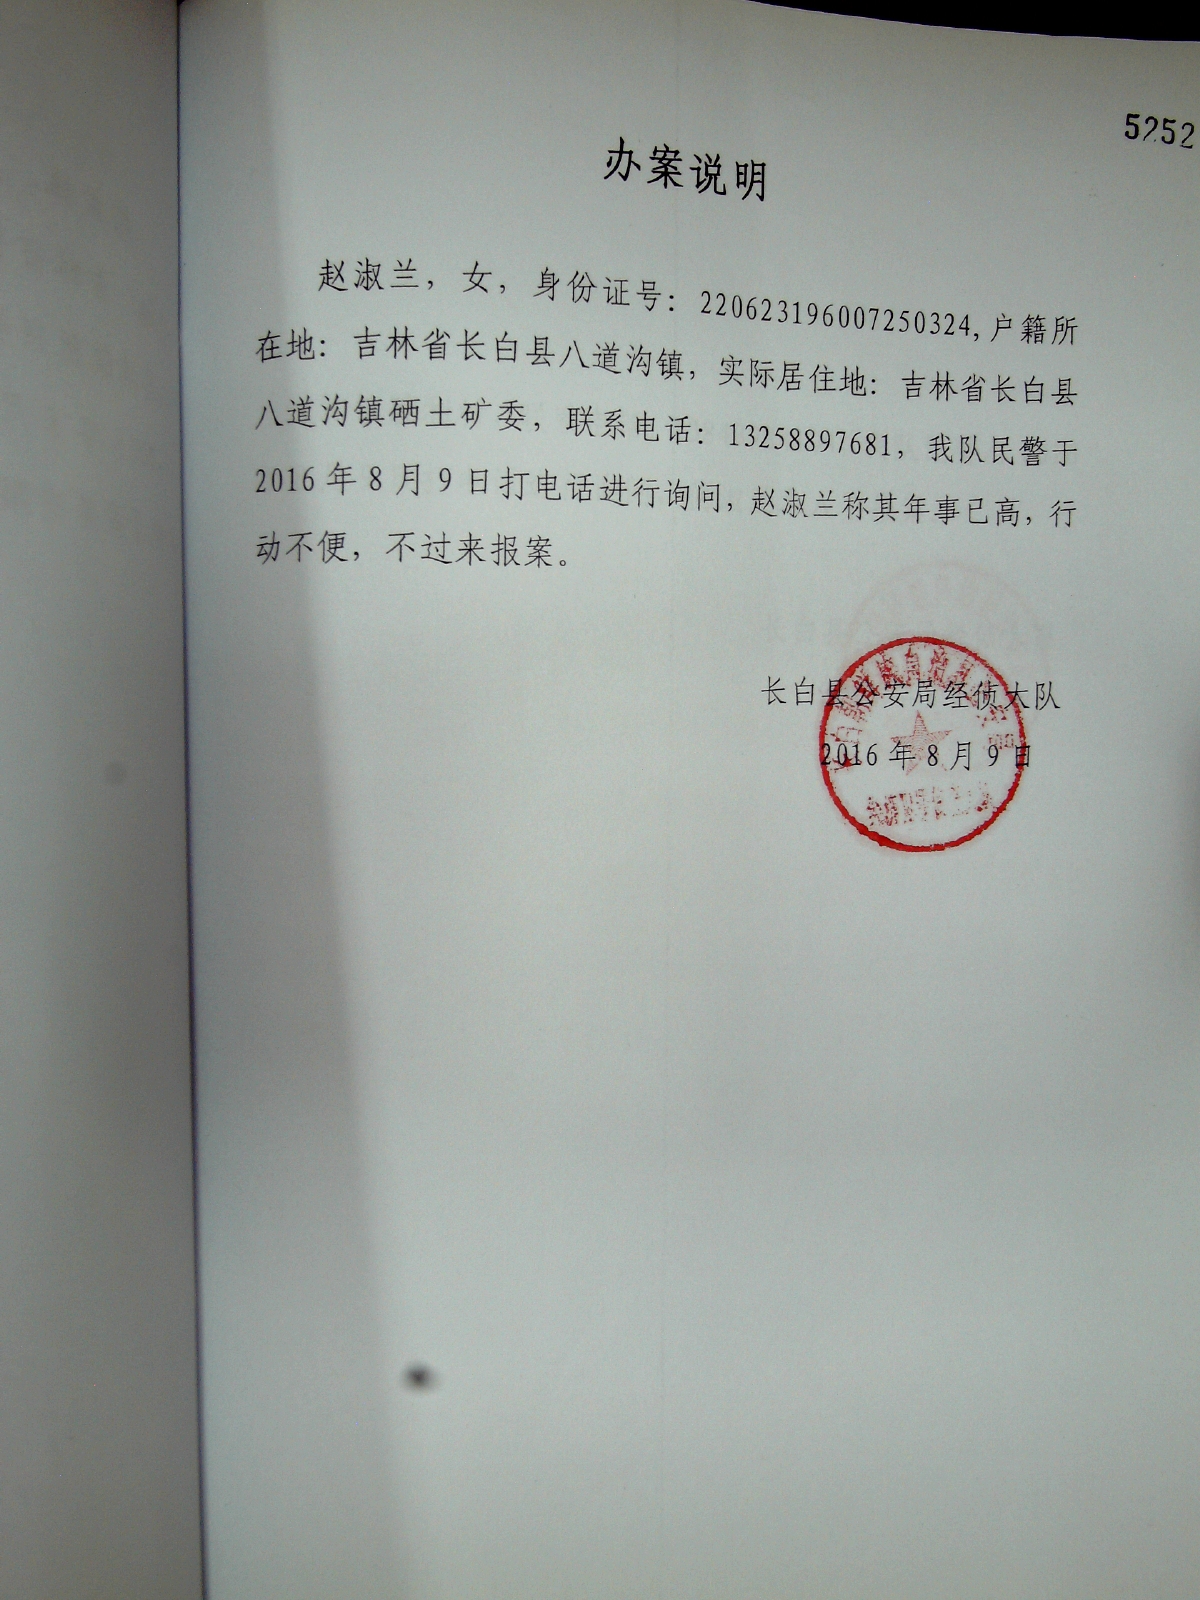 5252
办案说明
赵淑兰，女，身份证号：220623196007250324,户籍所
在地：吉林省长白县八道沟镇，实际居住地：吉林省长白县
八道沟镇硒土矿委，联系电话：13258897681，我队民警于
2016年8月9日打电话进行询问，赵淑兰称其年事已高，行
动不便，不过来报案。
长白县公安局经侦大队
2016年8月9日